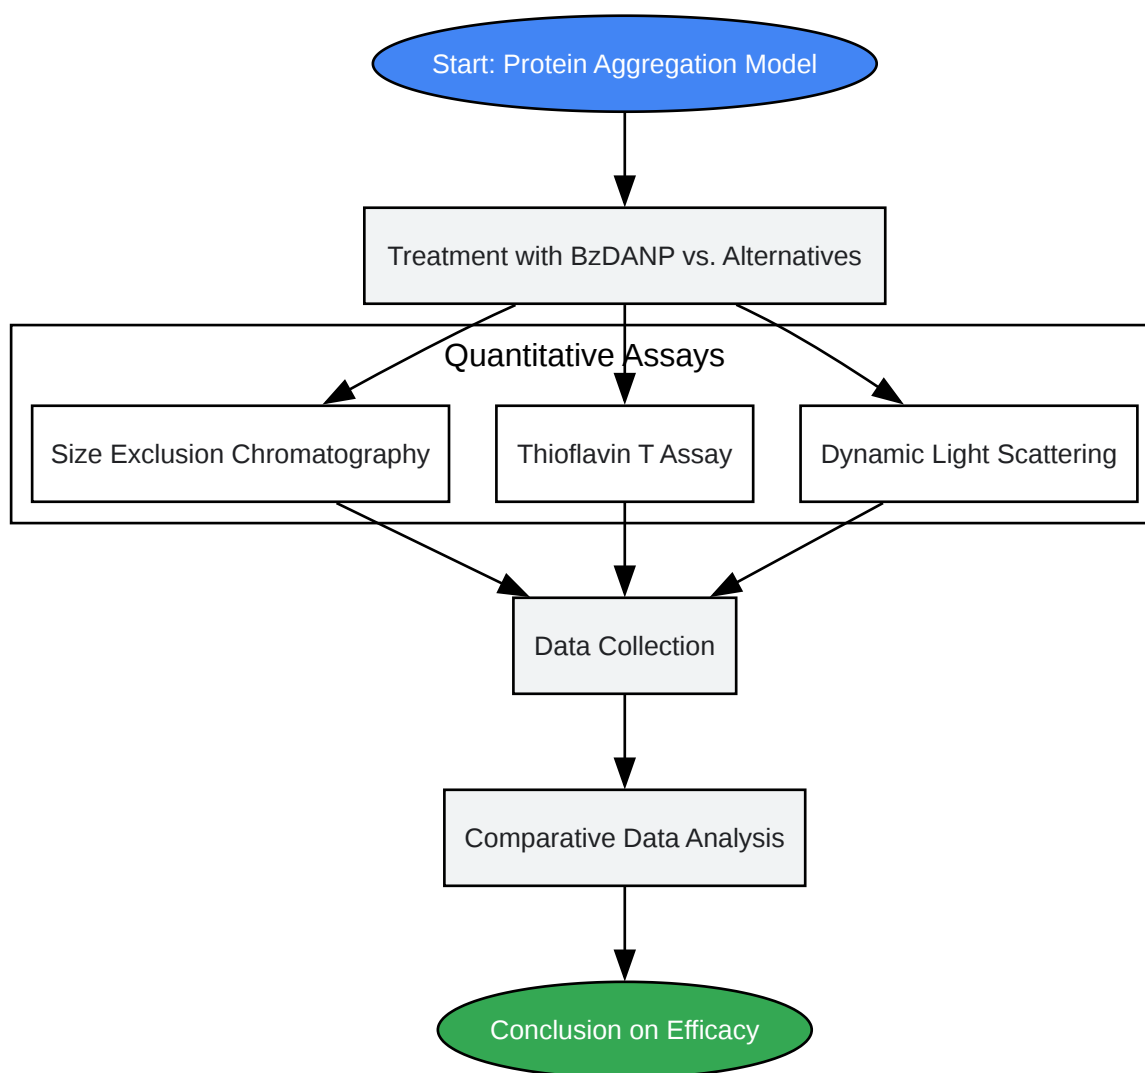 Start: Protein Aggregation Model
Treatment with BzDANP vs. Alternatives
Quantitative Assays
Size Exclusion Chromatography
Thioflavin T Assay
Dynamic Light Scattering
Data Collection
Comparative Data Analysis
Conclusion on Efficacy